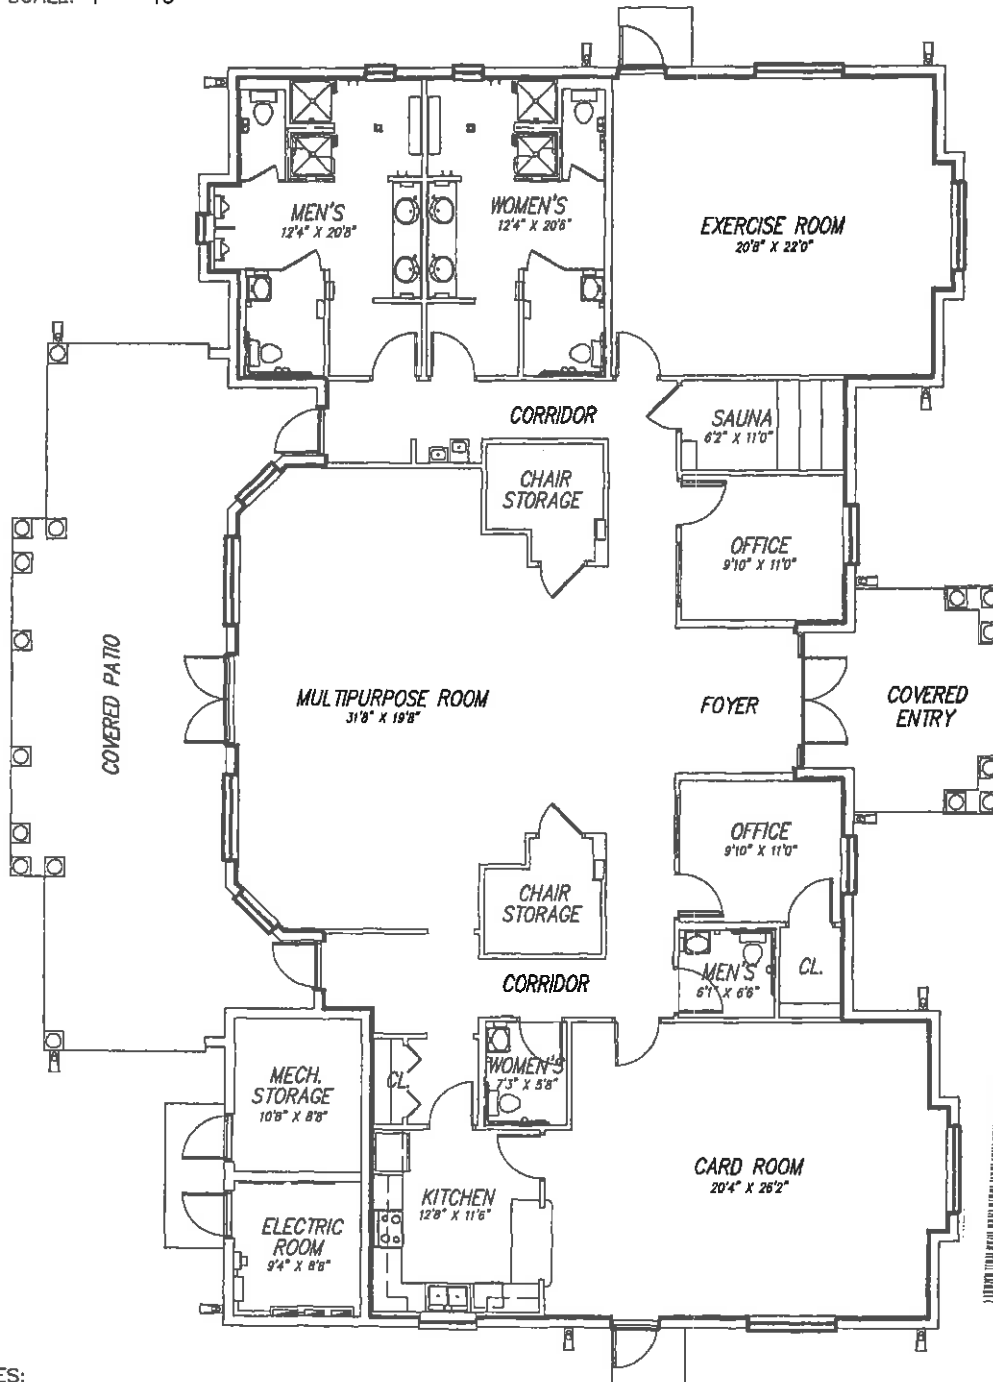 MEN'S
12'4" X 20'8"
WOMEN'S
12'4" X 20'6"
EXERCISE ROOM
20'8" X 22'0"
CORRIDOR
SAUNA
6'2" X 11'0"
CHAIR
STORAGE
OFFICE
9'10" X 11'0"
COVERED PATIO
MULTIPURPOSE ROOM
31'8" X 19'8"
FOYER
COVERED
ENTRY
OFFICE
9'10" X 11'0"
CHAIR
STORAGE
MEN'S
6'1" X 6'6"
CL.
CORRIDOR
MECH.
STORAGE
10'8" X 8'8"
CL.
WOMEN'S
7'3" X 5'8"
CARD ROOM
20'4" X 26'2"
KITCHEN
12'8" X 11'6"
ELECTRIC
ROOM
9'4" X 8'8"
ES: